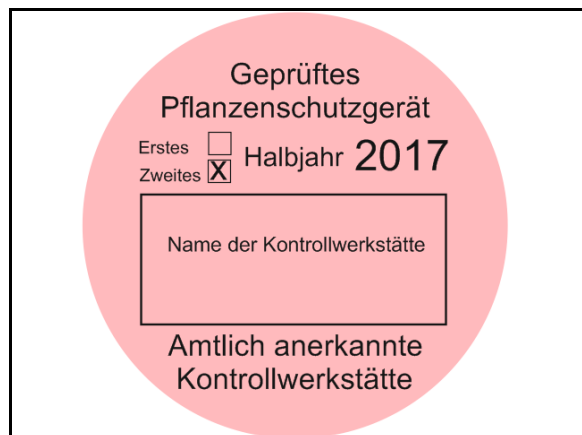 Geprüftes
Pflanzenschutzgerät
Erstes
Zweites X Halbjahr 2017
Name der Kontrollwerkstätte
Amtlich anerkannte
Kontrollwerkstätte